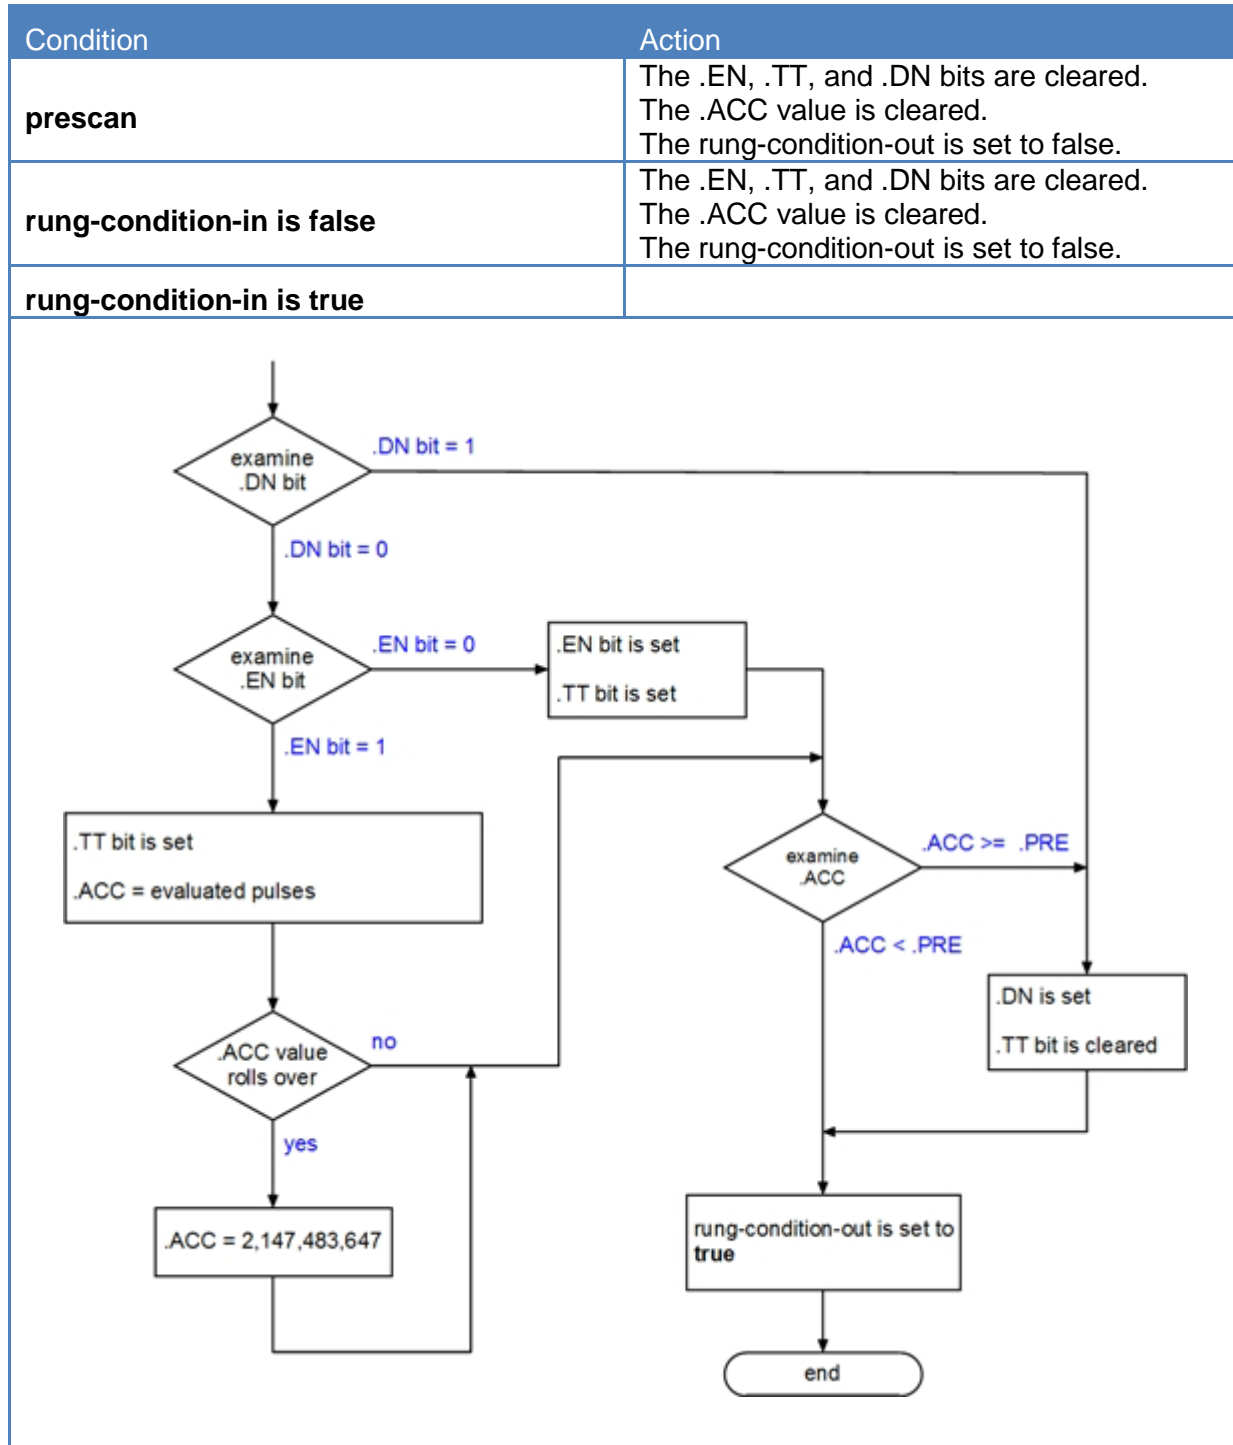 Condition
Action
prescan
The .EN, .TT, and .DN bits are cleared.
The .ACC value is cleared.
The rung-condition-out is set to false.
rung-condition-in is false
The .EN, .TT, and .DN bits are cleared.
The .ACC value is cleared.
The rung-condition-out is set to false.
rung-condition-in is true
examine
.DN bit
.DN bit = 1
.DN bit = 0
examine
.EN bit
.EN bit = 0
.EN bit is set
.TT bit is set
.EN bit = 1
.TT bit is set
.ACC = evaluated pulses
examine
.ACC
.ACC >= .PRE
.ACC < .PRE
.DN is set
.TT bit is cleared
.ACC value
rolls over
no
yes
.ACC = 2,147,483,647
rung-condition-out is set to
true
end